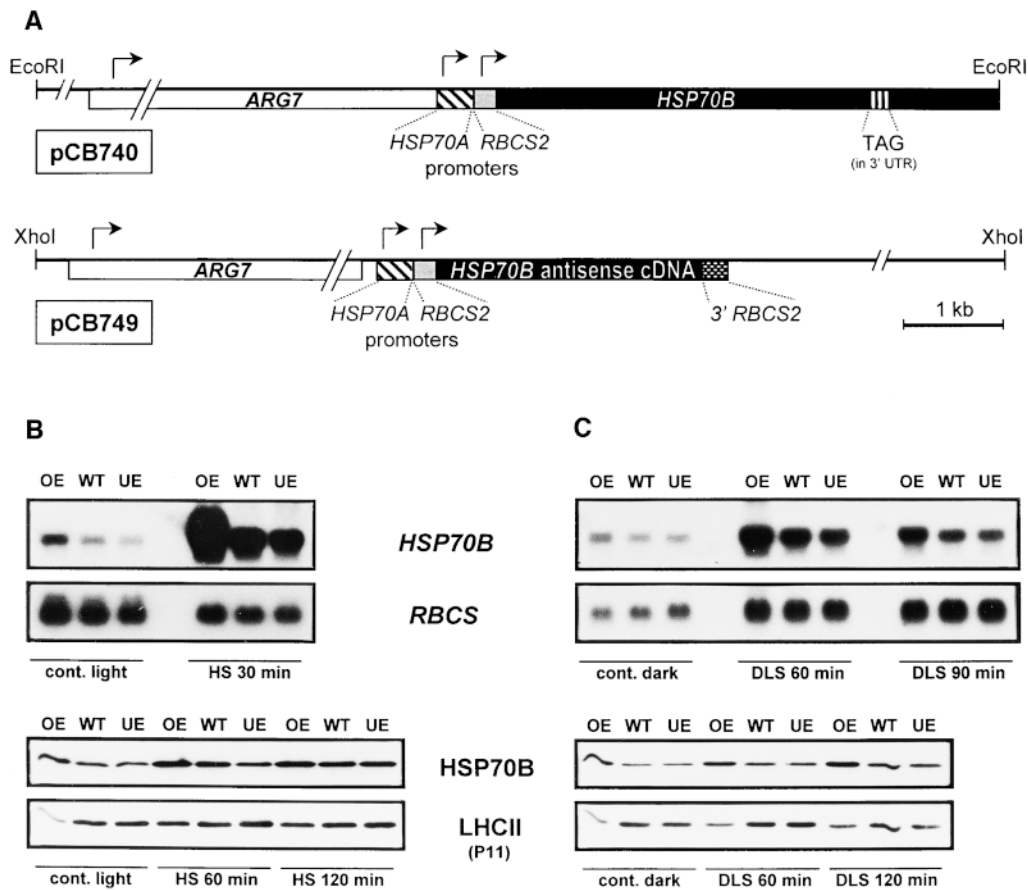 A
EcoRI
EcoRI
ARG7
HSP70B
HSP70A RBCS2
promoters
TAG
(in 3' UTR)
pCB740
XhoI
XhoI
ARG7
HSP70B antisense cDNA
HSP70A RBCS2
promoters
3' RBCS2
pCB749
1 kb
B
OE WT UE OE WT UE
HSP70B
RBCS
cont. light HS 30 min
OE WT UE OE WT UE OE WT UE
HSP70B
LHCII
(P11)
cont. light HS 60 min HS 120 min
C
OE WT UE OE WT UE OE WT UE
cont. dark DLS 60 min DLS 90 min
OE WT UE OE WT UE OE WT UE
cont. dark DLS 60 min DLS 120 min